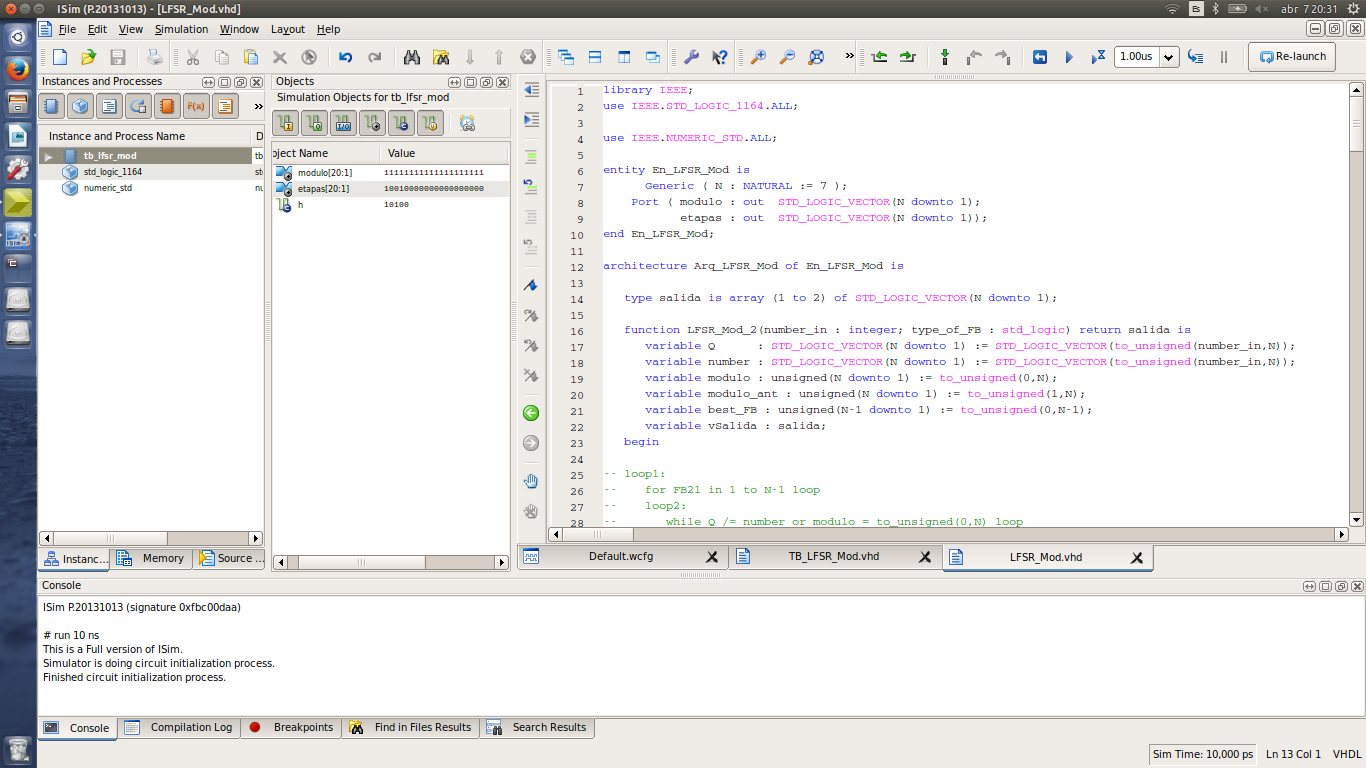 ISim (P.20131013) - [LFSR_Mod.vhd]
Es
abr 7 20:31
File Edit View Simulation Window Layout Help
1.00us
Re-launch
Instances and Processes
F(x)
Instance and Process Name D
tb_lfsr_mod tb
std_logic_1164 st
numeric_std nu
Instanc... Memory Source ...
Objects
Simulation Objects for tb_lfsr_mod
bject Name Value
modulo[20:1] 11111111111111111111
etapas[20:1] 10010000000000000000
h 10100
1 library IEEE;
2 use IEEE.STD_LOGIC_1164.ALL;
3
4 use IEEE.NUMERIC_STD.ALL;
5
6 entity En_LFSR_Mod is
7 Generic ( N : NATURAL := 7 );
8 Port ( modulo : out STD_LOGIC_VECTOR(N downto 1);
9 etapas : out STD_LOGIC_VECTOR(N downto 1));
10 end En_LFSR_Mod;
11
12 architecture Arq_LFSR_Mod of En_LFSR_Mod is
13
14 type salida is array (1 to 2) of STD_LOGIC_VECTOR(N downto 1);
15
16 function LFSR_Mod_2(number_in : integer; type_of_FB : std_logic) return salida is
17 variable Q : STD_LOGIC_VECTOR(N downto 1) := STD_LOGIC_VECTOR(to_unsigned(number_in,N));
18 variable number : STD_LOGIC_VECTOR(N downto 1) := STD_LOGIC_VECTOR(to_unsigned(number_in,N));
19 variable modulo : unsigned(N downto 1) := to_unsigned(0,N);
20 variable modulo_ant : unsigned(N downto 1) := to_unsigned(1,N);
21 variable best_FB : unsigned(N-1 downto 1) := to_unsigned(0,N-1);
22 variable vSalida : salida;
23 begin
24
25 -- loop1:
26 -- for FB21 in 1 to N-1 loop
27 -- loop2:
28 -- while Q /= number or modulo = to_unsigned(0,N) loop
Default.wcfg TB_LFSR_Mod.vhd LFSR_Mod.vhd
Console
ISim P.20131013 (signature 0xfbc00daa)
# run 10 ns
This is a Full version of ISim.
Simulator is doing circuit initialization process.
Finished circuit initialization process.
Console Compilation Log Breakpoints Find in Files Results Search Results
Sim Time: 10,000 ps Ln 13 Col 1 VHDL